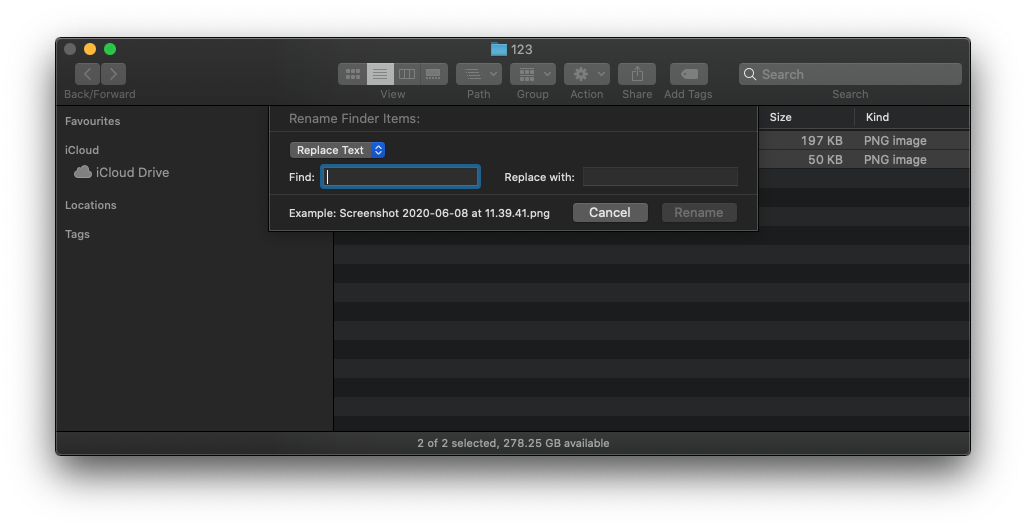 123
Back/Forward
View
Path
Group
Action
Share
Add Tags
Search
Search
Favourites
iCloud
iCloud Drive
Locations
Tags
Rename Finder Items:
Replace Text
Find:
Replace with:
Example: Screenshot 2020-06-08 at 11.39.41.png
Cancel
Rename
Size
Kind
197 KB
PNG image
50 KB
PNG image
2 of 2 selected, 278.25 GB available